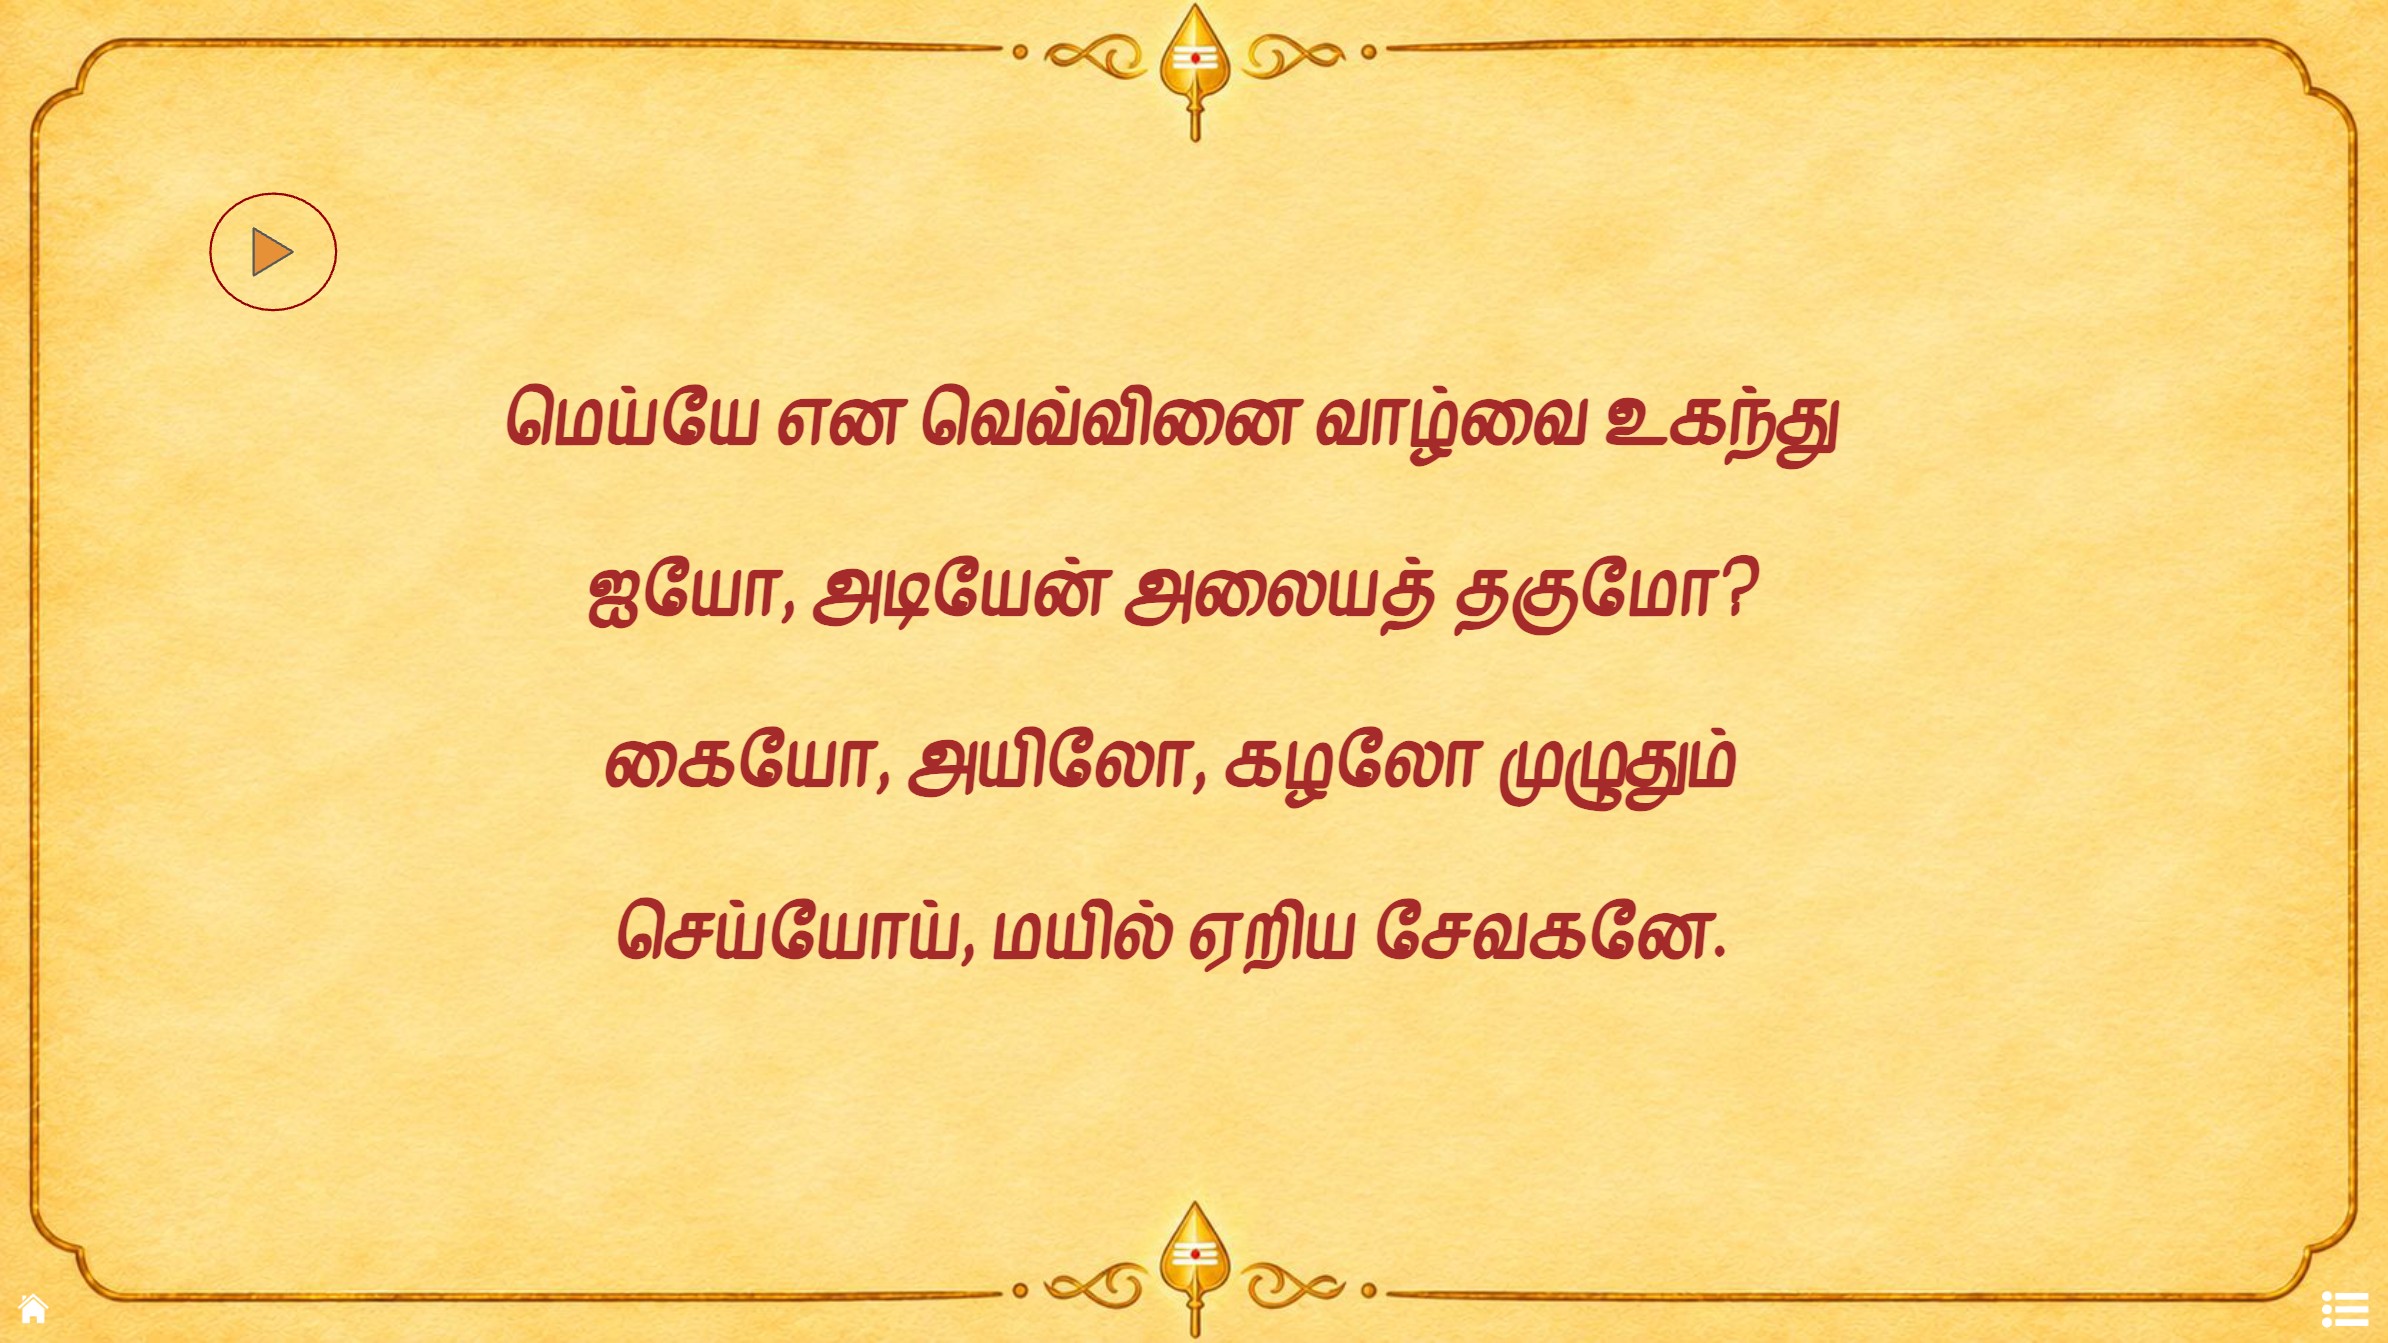 மெய்யே என வெவ்வினை வாழ்வை உகந்து
ஐயோ, அடியேன் அலையத் தகுமோ?
கையோ, அயிலோ, கழலோ முழுதும்
செய்யோய், மயில் ஏறிய சேவகனே.